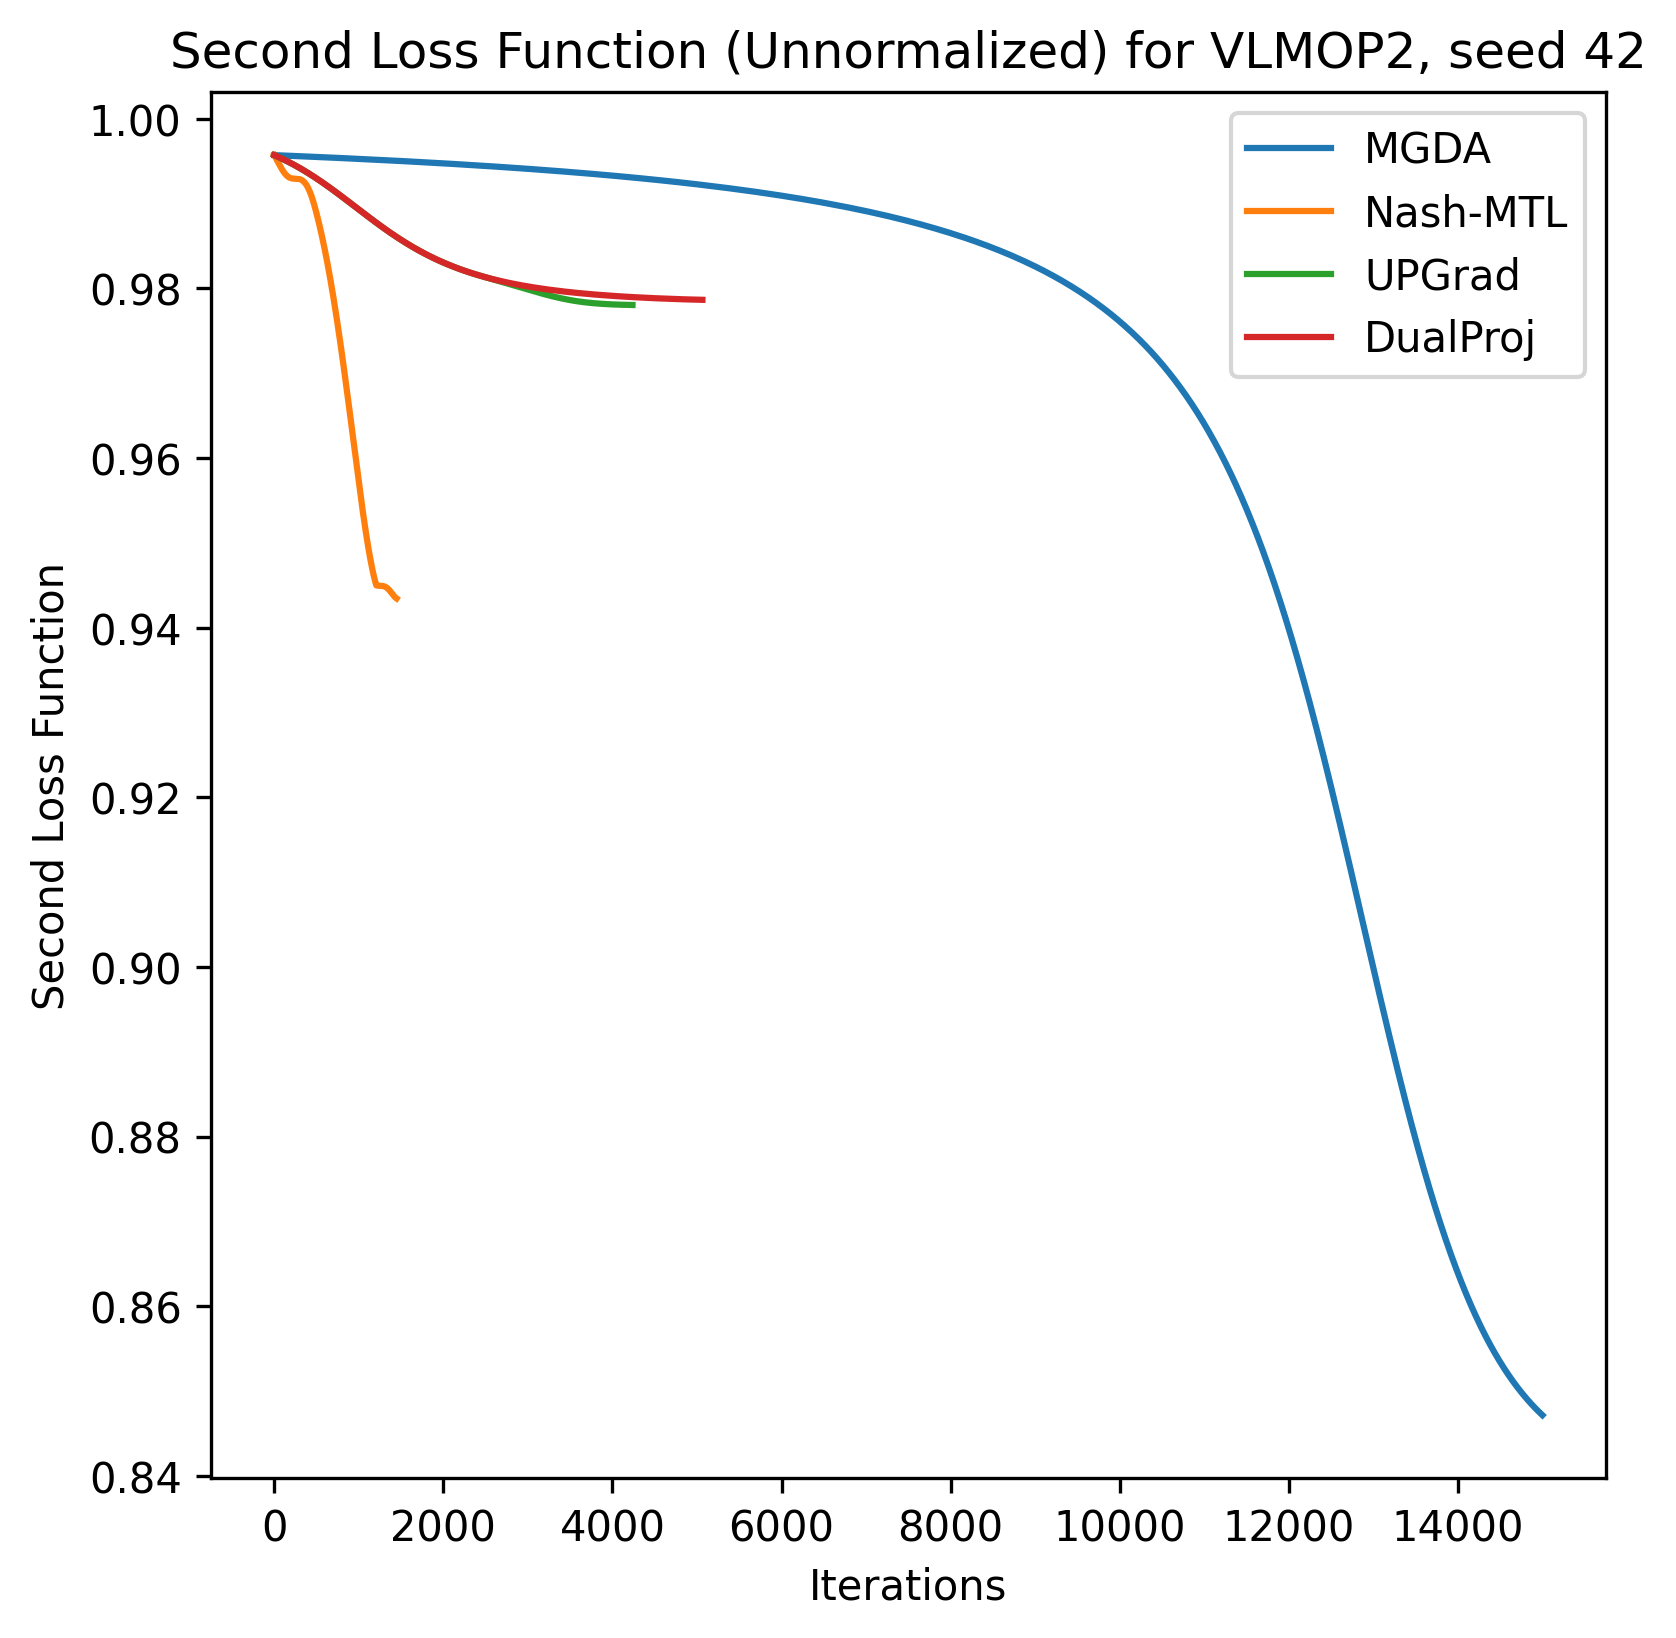 Second Loss Function (Unnormalized) for VLMOP2, seed 42
MGDA
Nash-MTL
UPGrad
DualProj
Second Loss Function
1.00
0.98
0.96
0.94
0.92
0.90
0.88
0.86
0.84
0 2000 4000 6000 8000 10000 12000 14000
Iterations